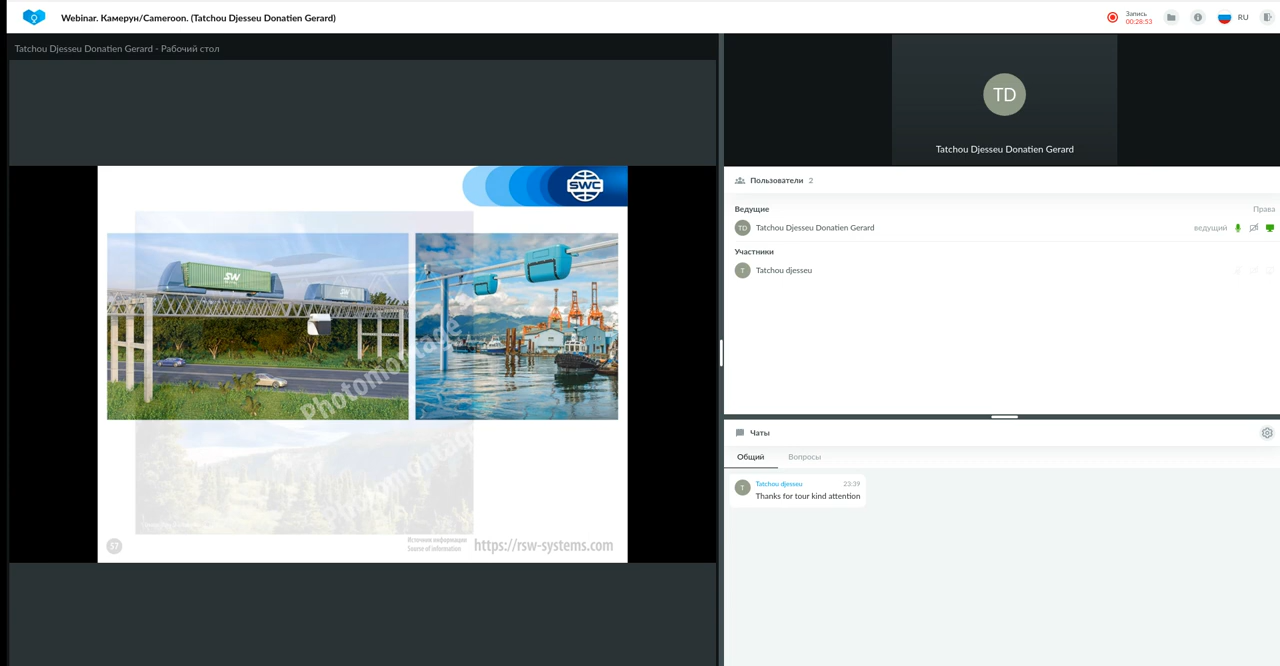 Webinar. Камерун/Cameroon. (Tatchou Djesseu Donatien Gerard)
Запись
00:28:53
RU
Tatchou Djesseu Donatien Gerard - Рабочий стол
TD
Tatchou Djesseu Donatien Gerard
Пользователи 2
Ведущие
Права
TD
Tatchou Djesseu Donatien Gerard
ведущий
Участники
T
Tatchou djesseu
SWC
SW
Photomontage
Photomontage
57
Источник информации
Sourse of information
https://rsw-systems.com
Чаты
Общий
Вопросы
T
Tatchou djesseu
23:39
Thanks for tour kind attention